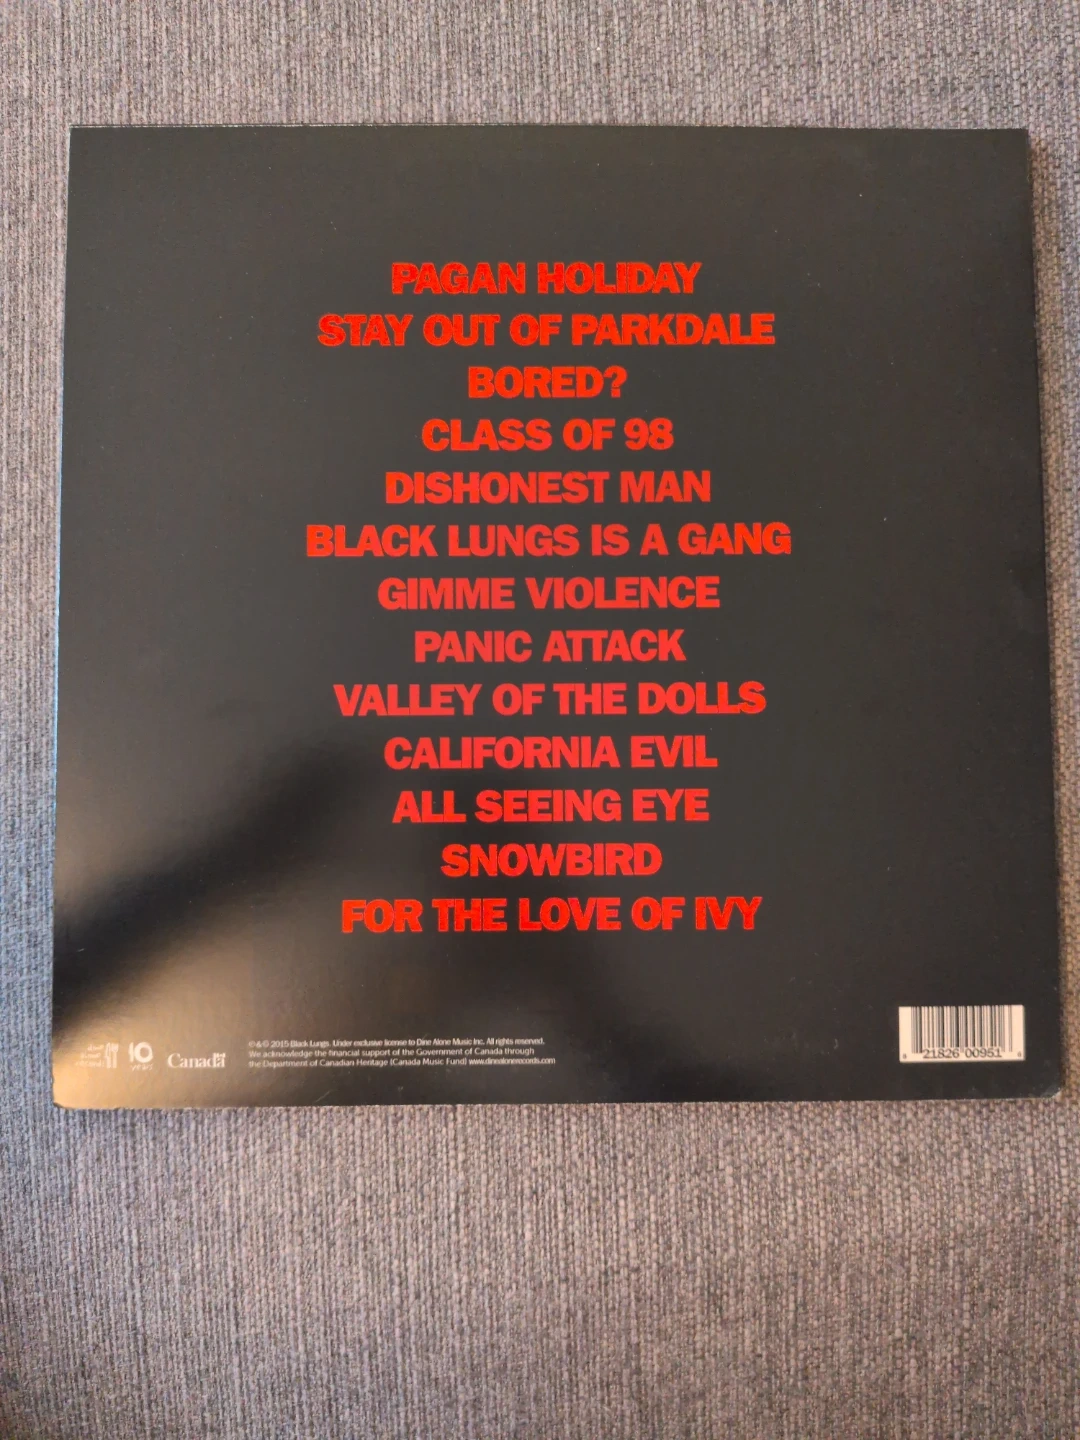 PAGAN HOLIDAY
STAY OUT OF PARKDALE
BORED?
CLASS OF 98
DISHONEST MAN
BLACK LUNGS IS A GANG
GIMME VIOLENCE
PANIC ATTACK
VALLEY OF THE DOLLS
CALIFORNIA EVIL
ALL SEEING EYE
SNOWBIRD
FOR THE LOVE OF IVY
10
Canada
℗ & © 2015 Black Lungs. Under exclusive license to Dine Alone Music Inc. All rights reserved.
We acknowledge the financial support of the Government of Canada through
the Department of Canadian Heritage (Canada Music Fund) www.dinealonerecords.com
21826 00951